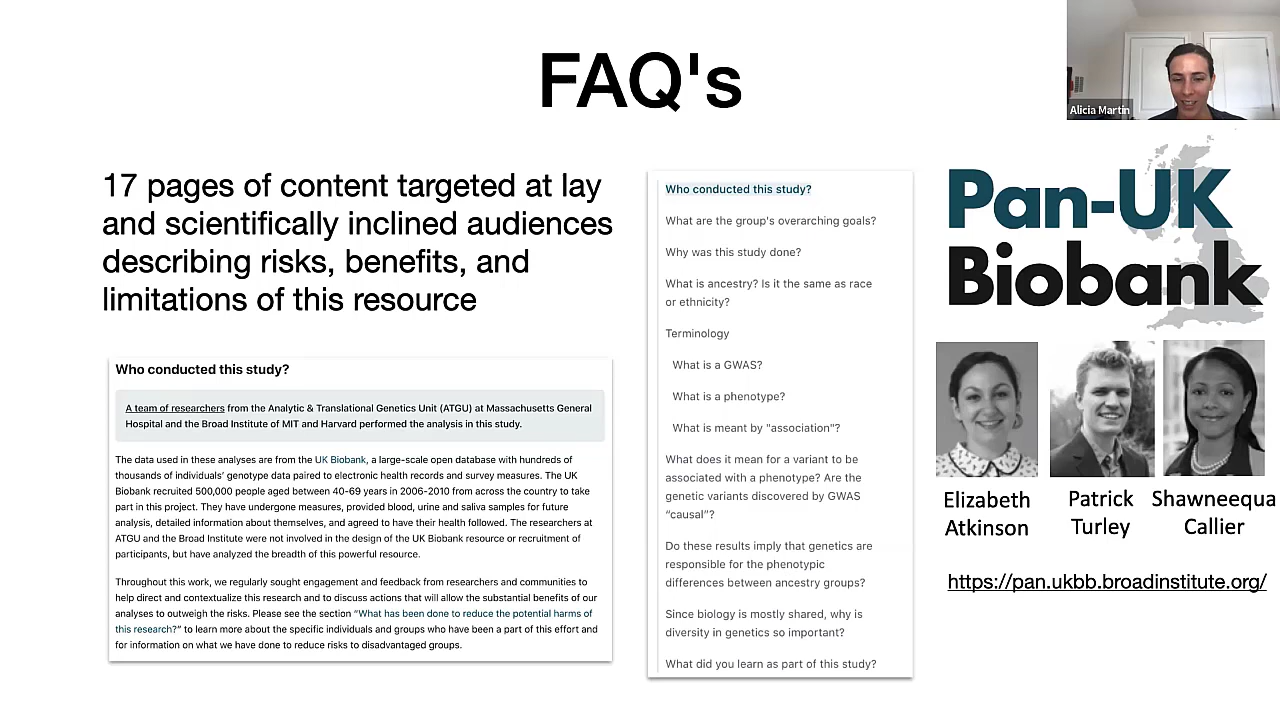 FAQ's
Alicia Martin
17 pages of content targeted at lay
and scientifically inclined audiences
describing risks, benefits, and
limitations of this resource
Who conducted this study?
A team of researchers from the Analytic & Translational Genetics Unit (ATGU) at Massachusetts General
Hospital and the Broad Institute of MIT and Harvard performed the analysis in this study.
The data used in these analyses are from the UK Biobank, a large-scale open database with hundreds of
thousands of individuals' genotype data paired to electronic health records and survey measures. The UK
Biobank recruited 500,000 people aged between 40-69 years in 2006-2010 from across the country to take
part in this project. They have undergone measures, provided blood, urine and saliva samples for future
analysis, detailed information about themselves, and agreed to have their health followed. The researchers at
ATGU and the Broad Institute were not involved in the design of the UK Biobank resource or recruitment of
participants, but have analyzed the breadth of this powerful resource.
Throughout this work, we regularly sought engagement and feedback from researchers and communities to
help direct and contextualize this research and to discuss actions that will allow the substantial benefits of our
analyses to outweigh the risks. Please see the section "What has been done to reduce the potential harms of
this research?" to learn more about the specific individuals and groups who have been a part of this effort and
for information on what we have done to reduce risks to disadvantaged groups.
Who conducted this study?
What are the group's overarching goals?
Why was this study done?
What is ancestry? Is it the same as race
or ethnicity?
Terminology
What is a GWAS?
What is a phenotype?
What is meant by "association"?
What does it mean for a variant to be
associated with a phenotype? Are the
genetic variants discovered by GWAS
“causal”?
Do these results imply that genetics are
responsible for the phenotypic
differences between ancestry groups?
Since biology is mostly shared, why is
diversity in genetics so important?
What did you learn as part of this study?
Pan-UK
Biobank
Elizabeth
Atkinson
Patrick
Turley
Shawneequa
Callier
https://pan.ukbb.broadinstitute.org/